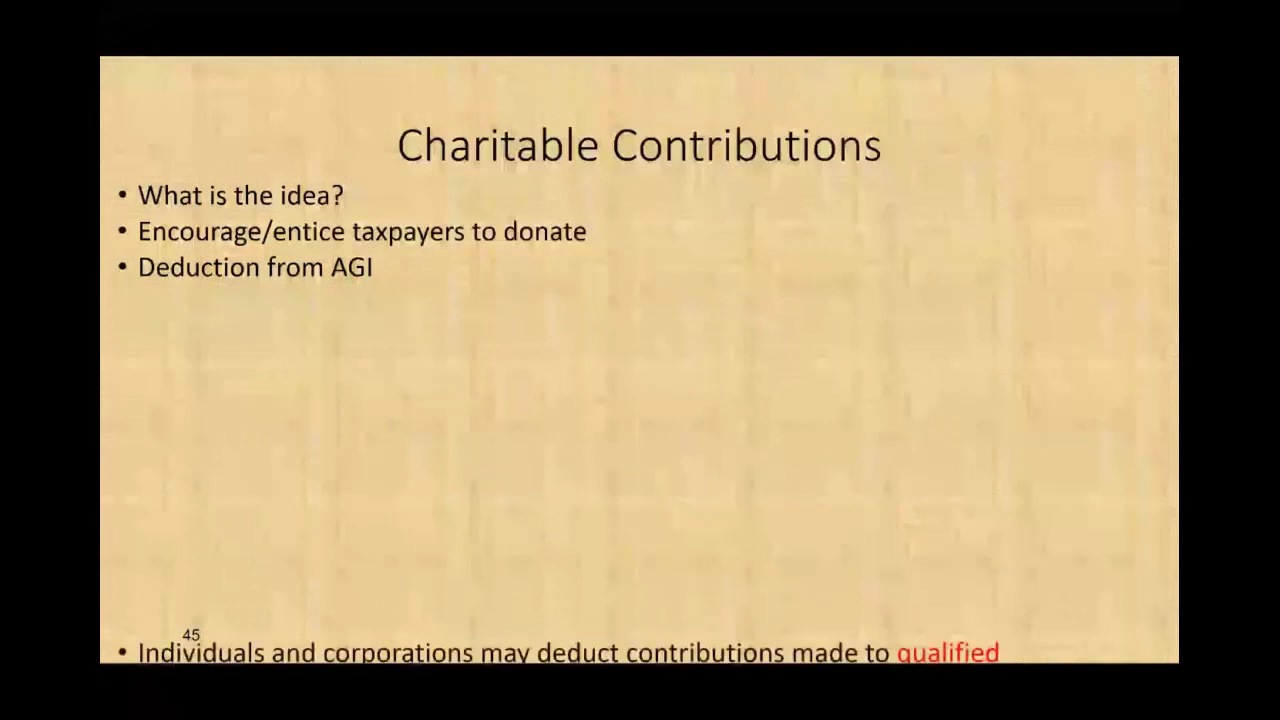 Charitable Contributions
• What is the idea?
• Encourage/entice taxpayers to donate
• Deduction from AGI
45
• Individuals and corporations may deduct contributions made to qualified